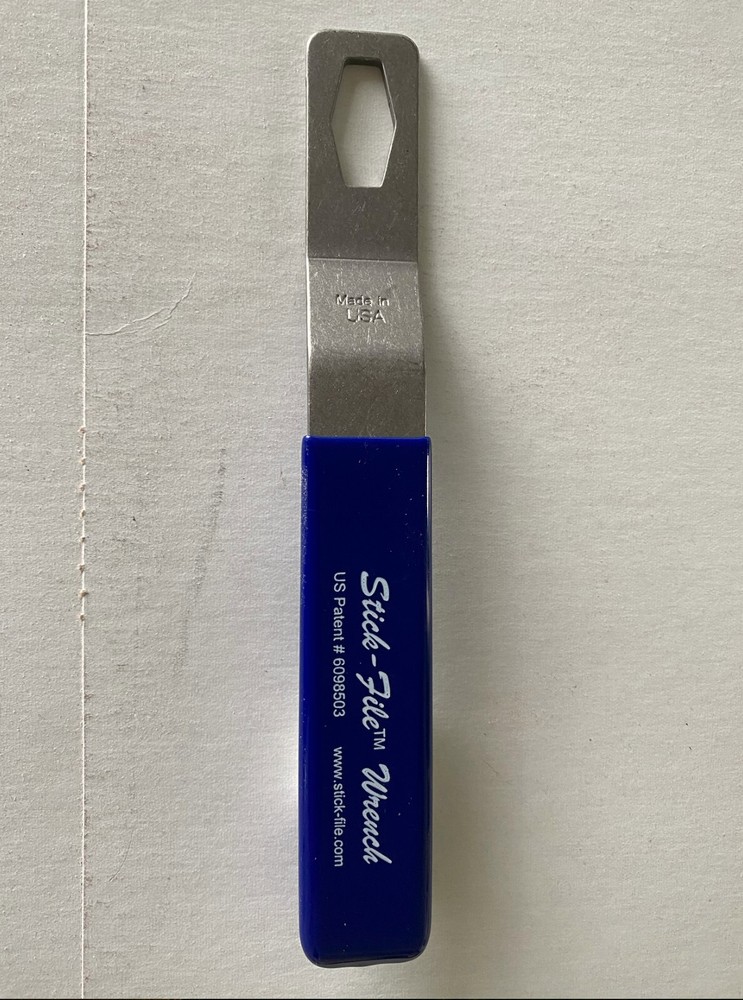 Made in
USA
Stick-File™ Wrench
US Patent # 6098503 www.stick-file.com